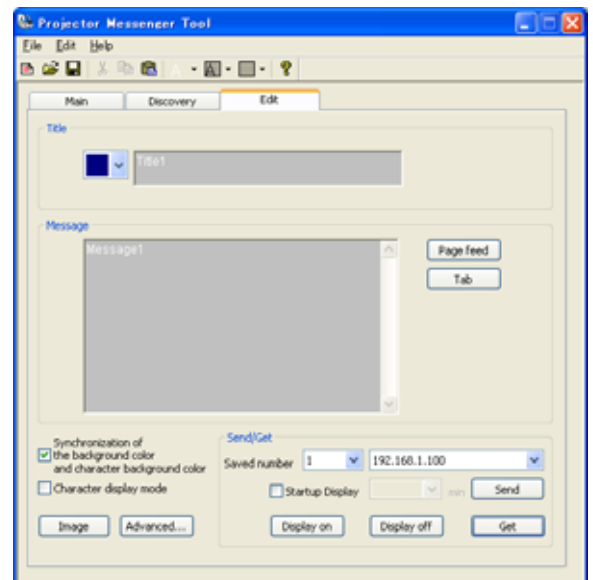 Projector Messenger Tool
File Edit Help
Main Discovery Edit
Title
Title1
Message
Message1
Page feed
Tab
Synchronization of
the background color
and character background color
Character display mode
Image Advanced...
Send/Get
Saved number 1 192.168.1.100
Startup Display min Send
Display on Display off Get